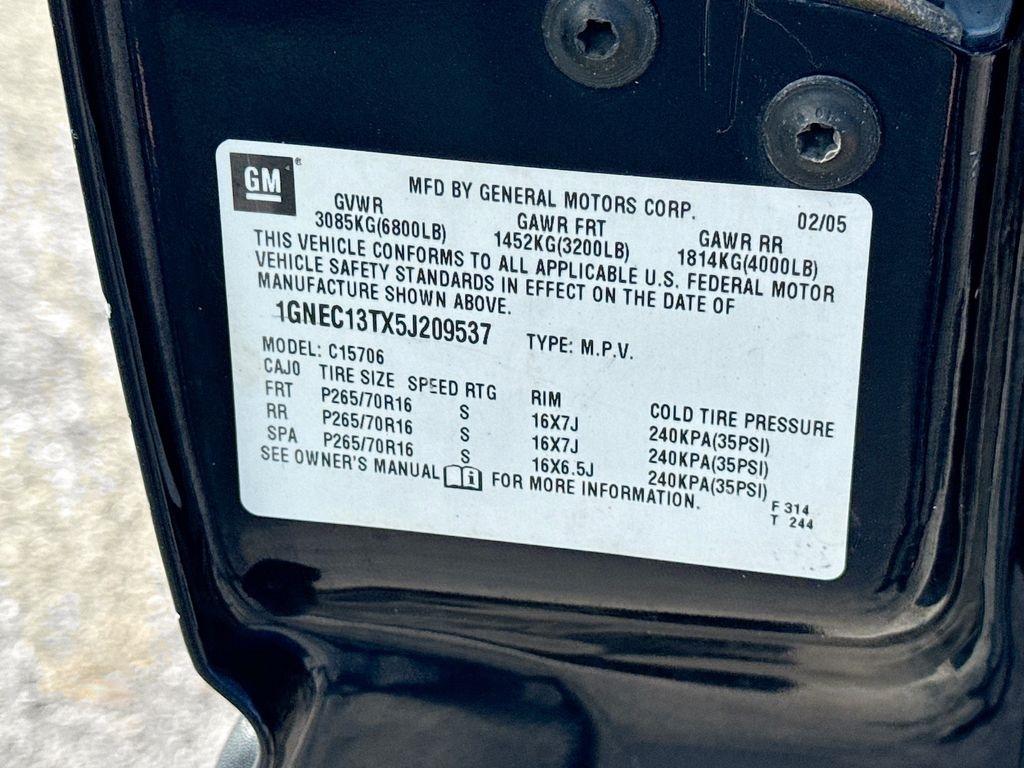 GM
MFD BY GENERAL MOTORS CORP. 02/05
GVWR GAWR FRT GAWR RR
3085KG(6800LB) 1452KG(3200LB) 1814KG(4000LB)
THIS VEHICLE CONFORMS TO ALL APPLICABLE U.S. FEDERAL MOTOR
VEHICLE SAFETY STANDARDS IN EFFECT ON THE DATE OF
MANUFACTURE SHOWN ABOVE.
1GNEC13TX5J209537 TYPE: M.P.V.
MODEL: C15706
CAJ0 TIRE SIZE SPEED RTG RIM COLD TIRE PRESSURE
FRT P265/70R16 S 16X7J 240KPA(35PSI)
RR P265/70R16 S 16X7J 240KPA(35PSI)
SPA P265/70R16 S 16X6.5J 240KPA(35PSI)
SEE OWNER'S MANUAL FOR MORE INFORMATION.
F 314
T 244